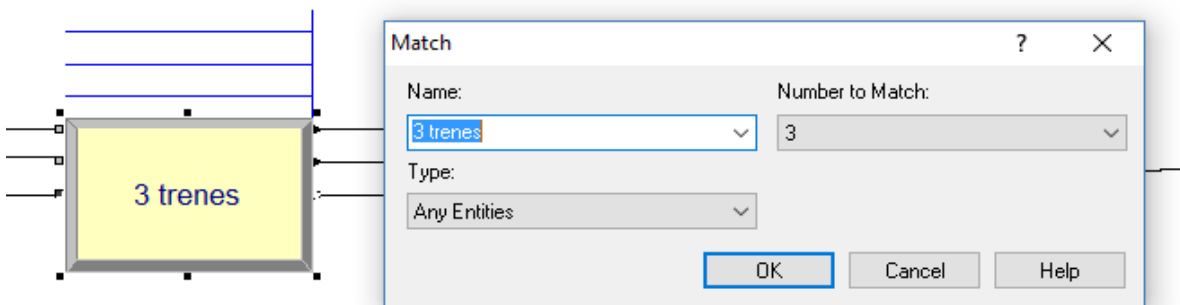 Match
?
Name:
Number to Match:
3 trenes
3
Type:
Any Entities
OK
Cancel
Help
3 trenes